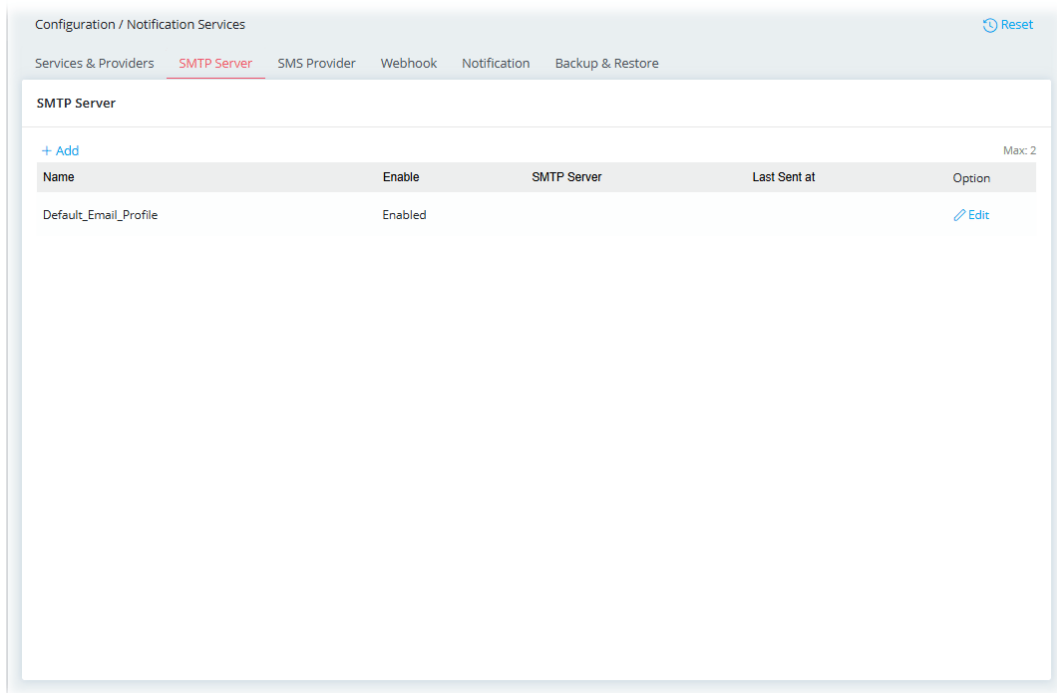 Configuration / Notification Services
Reset
Services & Providers SMTP Server SMS Provider Webhook Notification Backup & Restore
SMTP Server
+ Add
Max: 2
Name Enable SMTP Server Last Sent at Option
Default_Email_Profile Enabled Edit